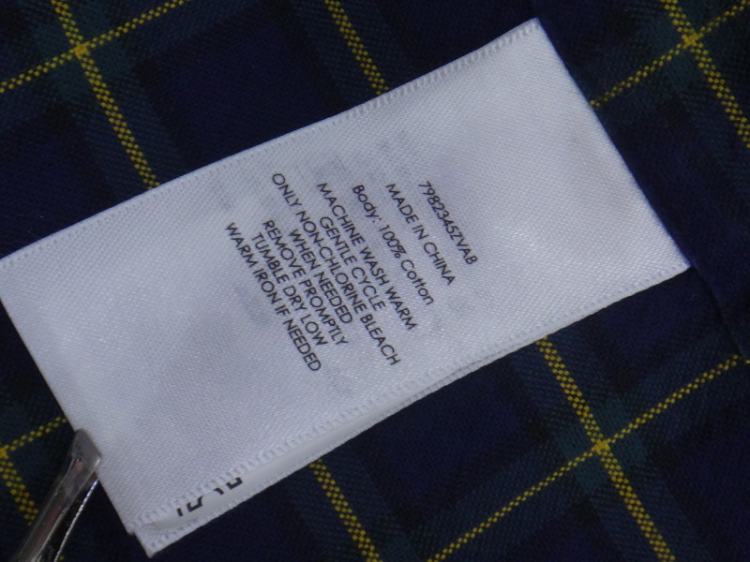 7982345ZVAB
MADE IN CHINA
Body: 100% Cotton
MACHINE WASH WARM
GENTLE CYCLE
ONLY NON-CHLORINE BLEACH
WHEN NEEDED
REMOVE PROMPTLY
TUMBLE DRY LOW
WARM IRON IF NEEDED